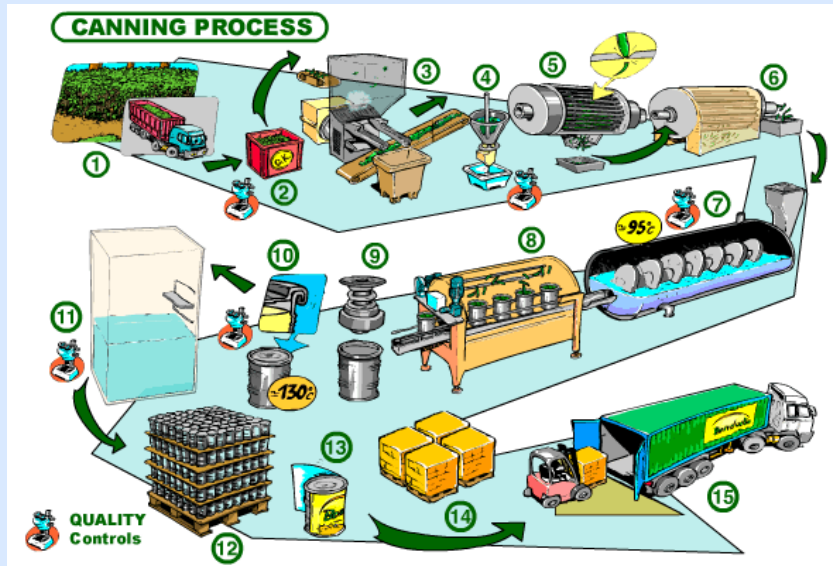 CANNING PROCESS
1
2
O.K
3
4
5
6
7
≃95°c
8
9
10
≃130°c
11
12
13
14
15
Bonduelle
QUALITY
Controls